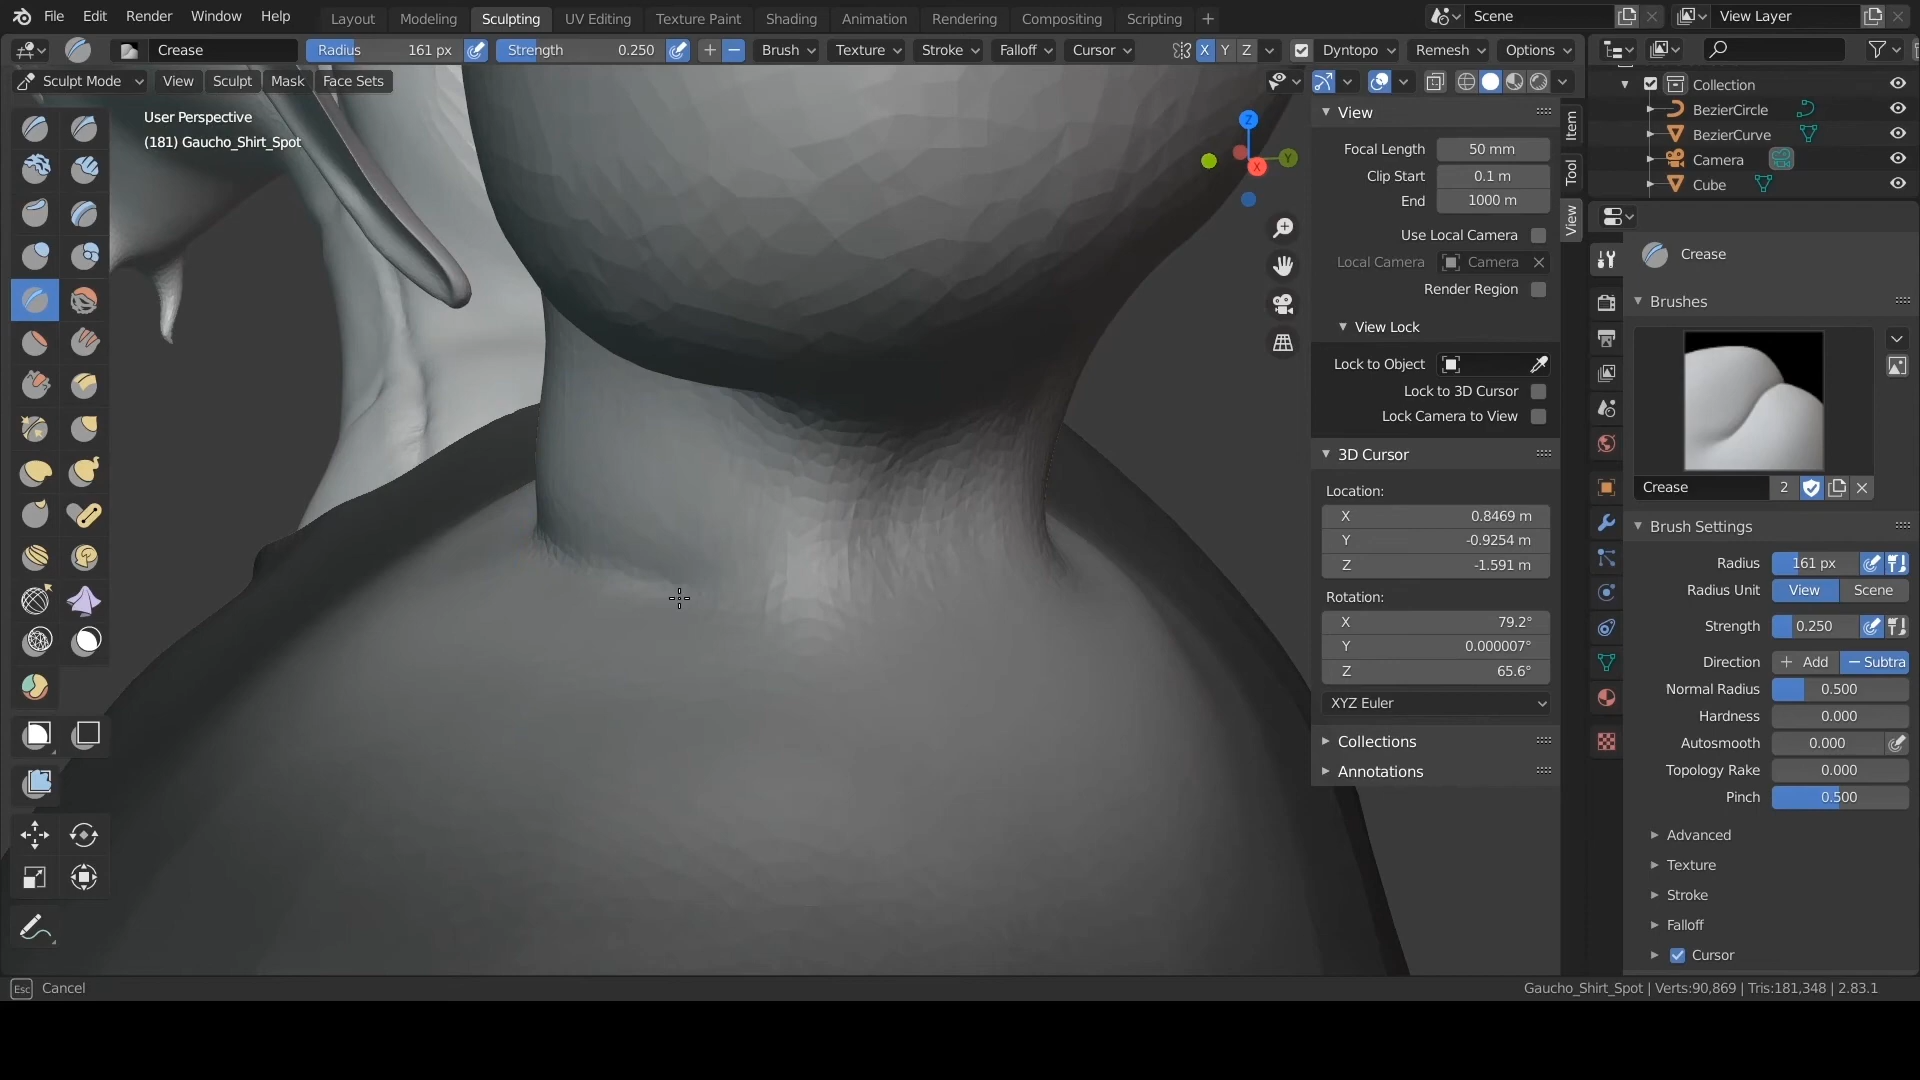 File Edit Render Window Help Layout Modeling Sculpting UV Editing Texture Paint Shading Animation Rendering Compositing Scripting + Scene View Layer
Crease Radius 161 px Strength 0.250 Brush Texture Stroke Falloff Cursor X Y Z Dyntopo Remesh Options
Sculpt Mode View Sculpt Mask Face Sets
User Perspective
(181) Gaucho_Shirt_Spot
Z
Y
X
View
Focal Length 50 mm
Clip Start 0.1 m
End 1000 m
Use Local Camera
Local Camera Camera
Render Region
View Lock
Lock to Object
Lock to 3D Cursor
Lock Camera to View
3D Cursor
Location:
X 0.8469 m
Y -0.9254 m
Z -1.591 m
Rotation:
X 79.2°
Y 0.000007°
Z 65.6°
XYZ Euler
Collections
Annotations
Item
Tool
View
Collection
BezierCircle
BezierCurve
Camera
Cube
Crease
Brushes
Crease 2
Brush Settings
Radius 161 px
Radius Unit View Scene
Strength 0.250
Direction + Add − Subtra
Normal Radius 0.500
Hardness 0.000
Autosmooth 0.000
Topology Rake 0.000
Pinch 0.500
Advanced
Texture
Stroke
Falloff
Cursor
Esc Cancel
Gaucho_Shirt_Spot | Verts:90,869 | Tris:181,348 | 2.83.1